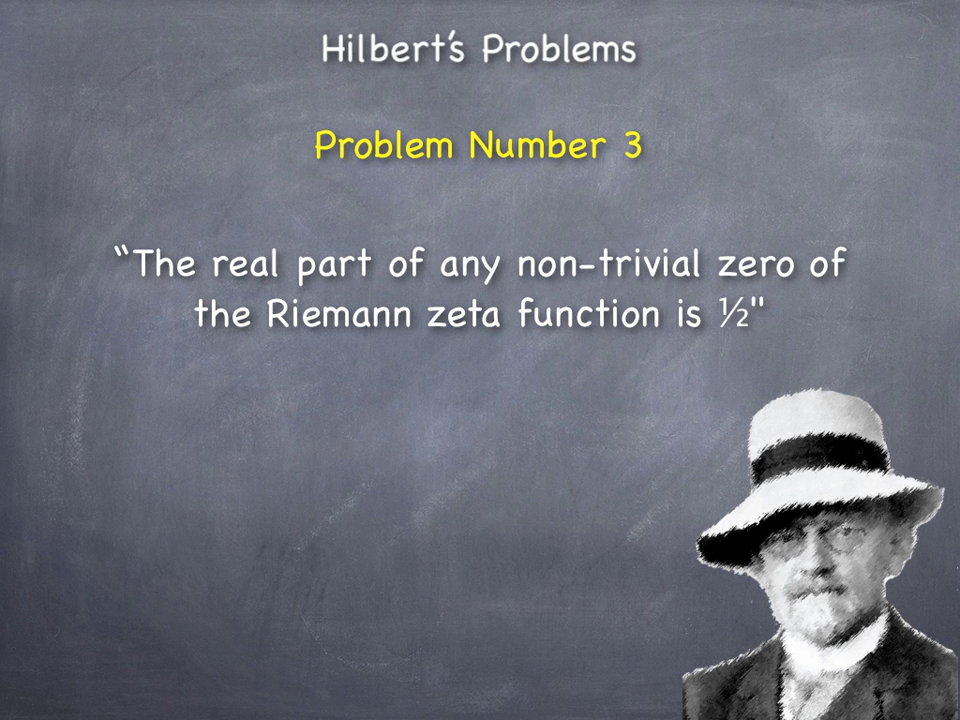 Hilbert's Problems
Problem Number 3
“The real part of any non-trivial zero of
the Riemann zeta function is ½"